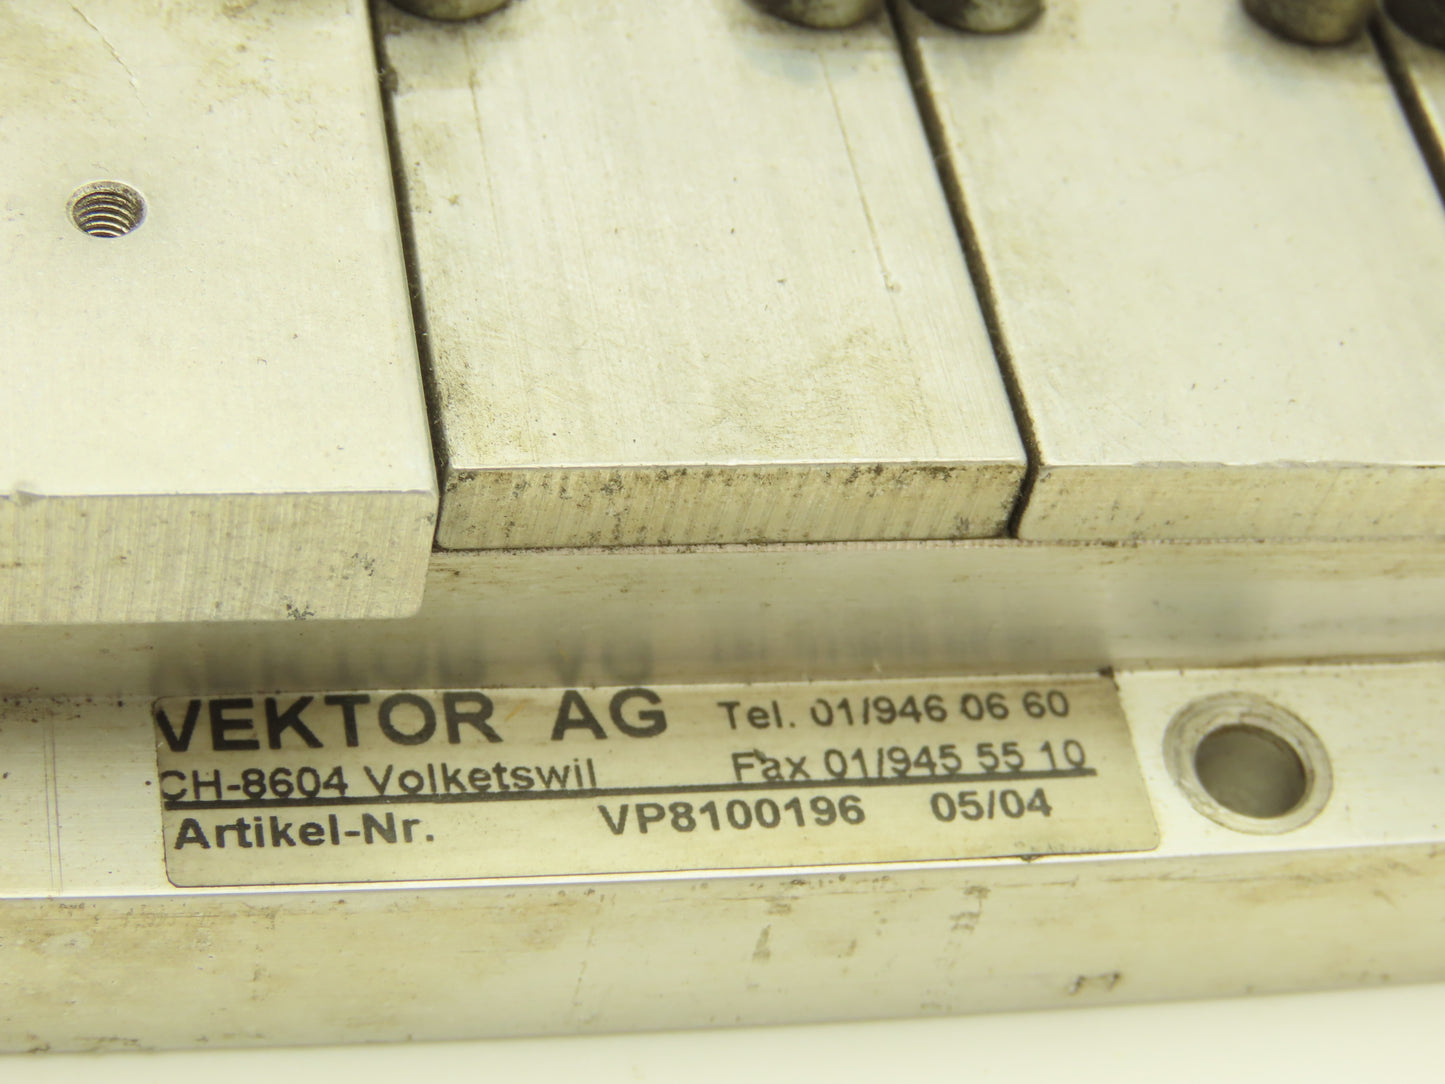 VEKTOR AG Tel. 01/946 06 60
CH-8604 Volketswil Fax 01/945 55 10
Artikel-Nr. VP8100196 05/04